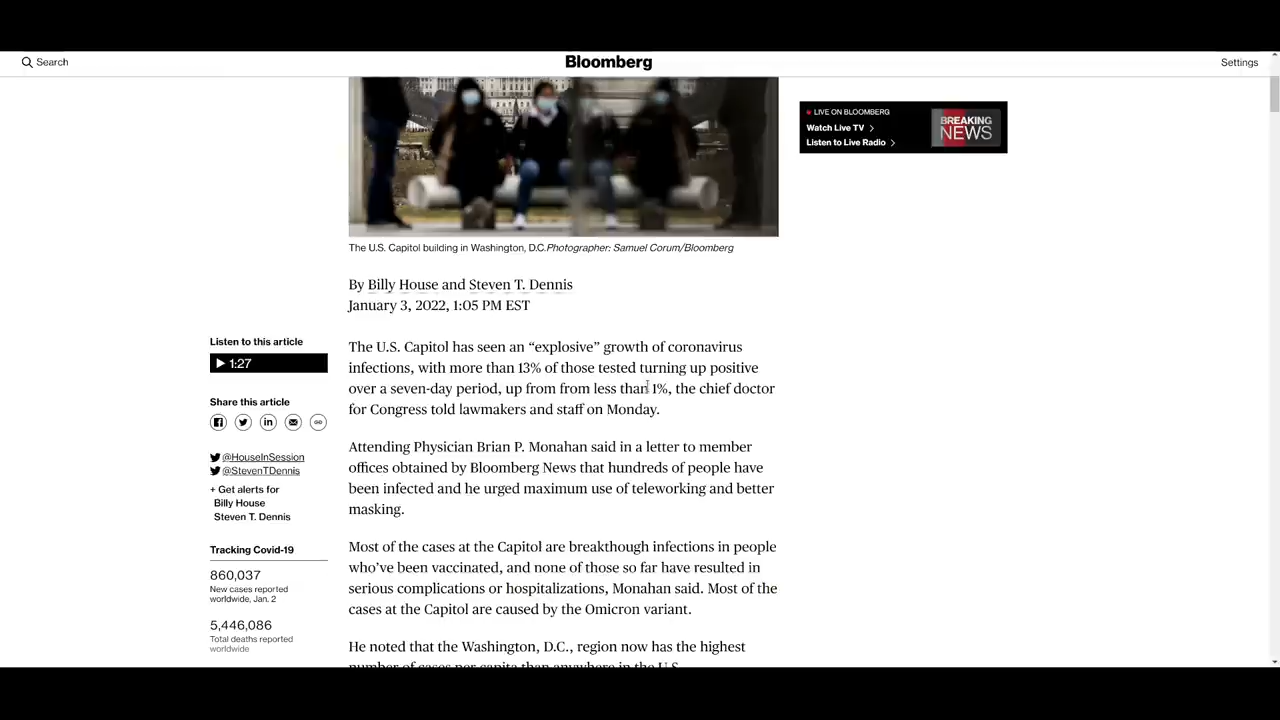 Search
Bloomberg
Settings
LIVE ON BLOOMBERG
Watch Live TV
Listen to Live Radio
BREAKING
NEWS
The U.S. Capitol building in Washington, D.C.Photographer: Samuel Corum/Bloomberg
By Billy House and Steven T. Dennis
January 3, 2022, 1:05 PM EST
Listen to this article
1:27
Share this article
@HouseInSession
@StevenTDennis
+ Get alerts for
Billy House
Steven T. Dennis
Tracking Covid-19
860,037
New cases reported
worldwide, Jan. 2
5,446,086
Total deaths reported
worldwide
The U.S. Capitol has seen an “explosive” growth of coronavirus
infections, with more than 13% of those tested turning up positive
over a seven-day period, up from from less than 1%, the chief doctor
for Congress told lawmakers and staff on Monday.
Attending Physician Brian P. Monahan said in a letter to member
offices obtained by Bloomberg News that hundreds of people have
been infected and he urged maximum use of teleworking and better
masking.
Most of the cases at the Capitol are breakthough infections in people
who’ve been vaccinated, and none of those so far have resulted in
serious complications or hospitalizations, Monahan said. Most of the
cases at the Capitol are caused by the Omicron variant.
He noted that the Washington, D.C., region now has the highest
number of cases per capita than anywhere in the U.S.